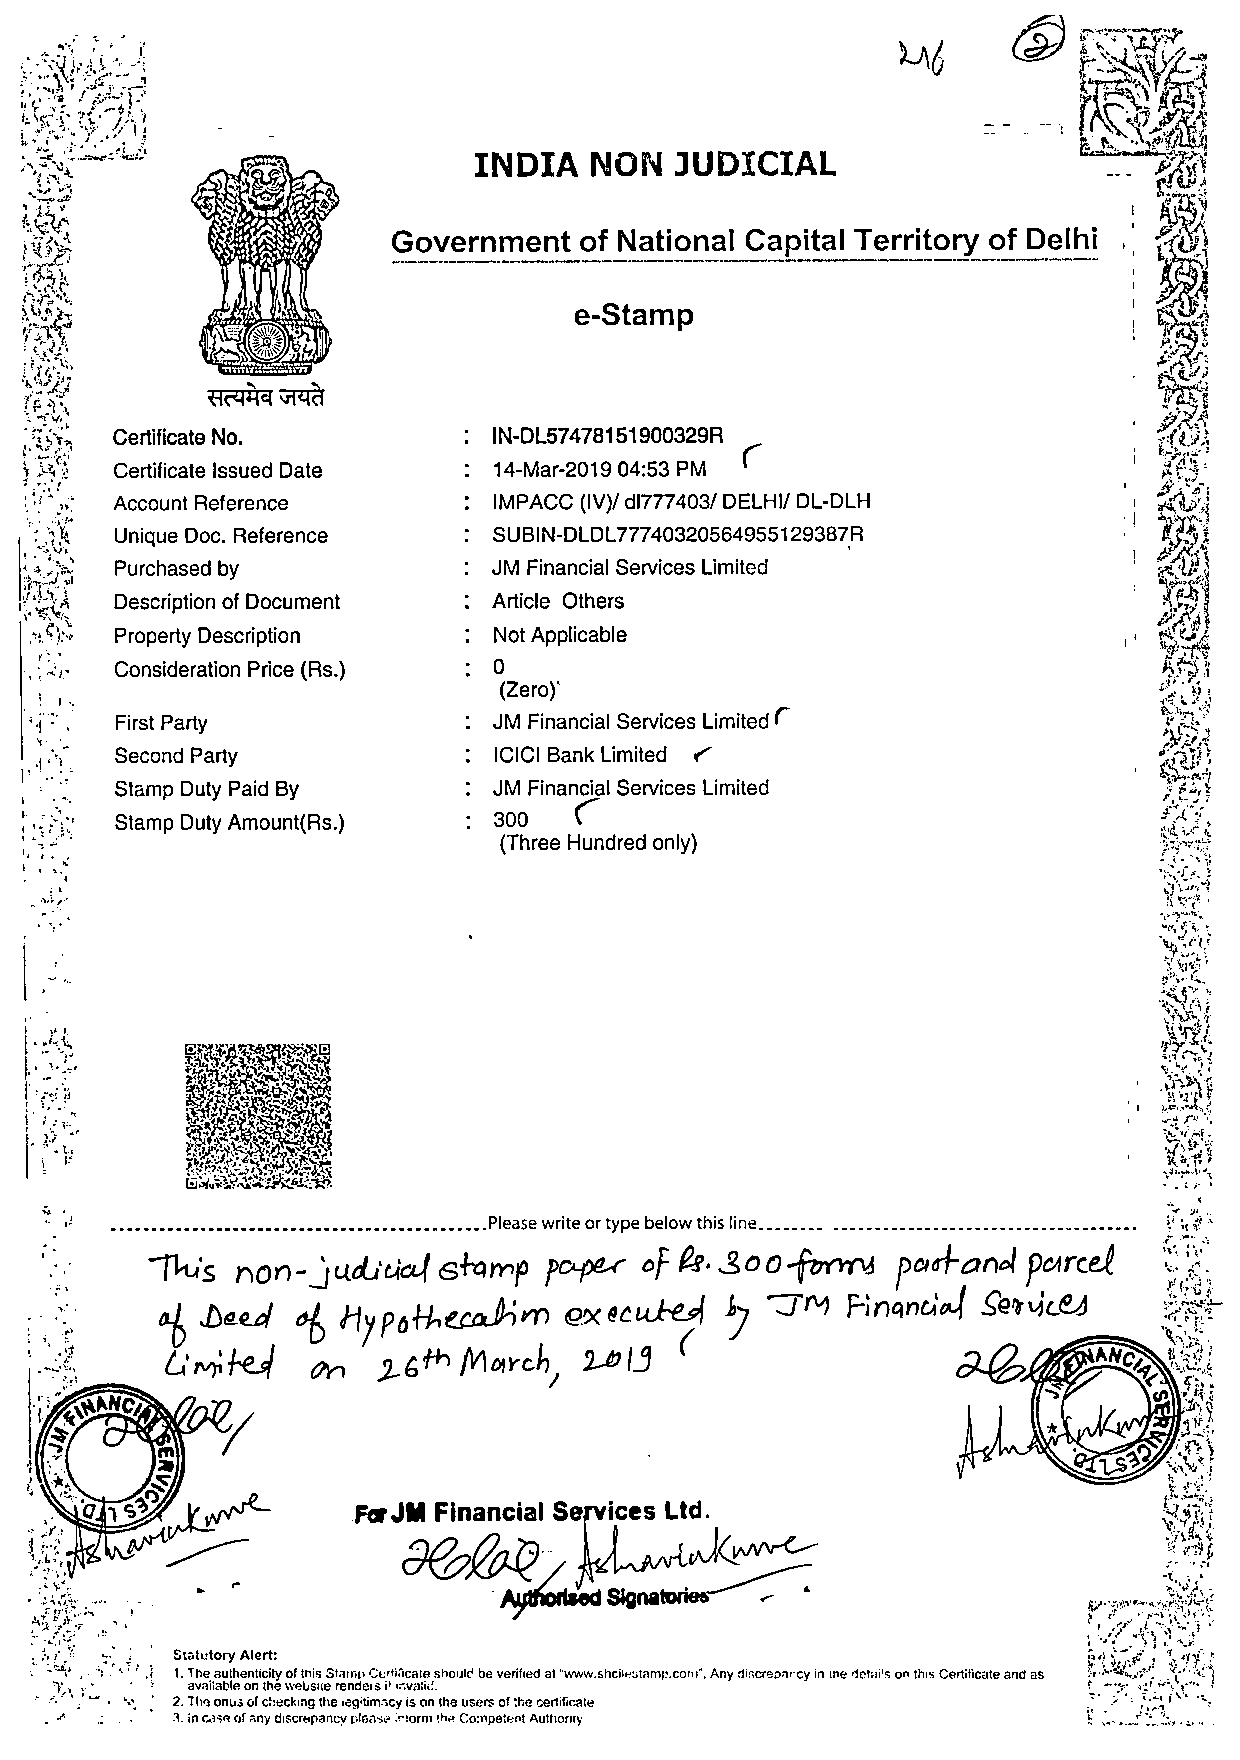 216 2
INDIA NON JUDICIAL
Government of National Capital Territory of Delhi
e-Stamp
सत्यमेव जयते
Certificate No. : IN-DL57478151900329R
Certificate Issued Date : 14-Mar-2019 04:53 PM
Account Reference : IMPACC (IV)/ dl777403/ DELHI/ DL-DLH
Unique Doc. Reference : SUBIN-DLDL77740320564955129387R
Purchased by : JM Financial Services Limited
Description of Document : Article Others
Property Description : Not Applicable
Consideration Price (Rs.) : 0
(Zero)
First Party : JM Financial Services Limited
Second Party : ICICI Bank Limited
Stamp Duty Paid By : JM Financial Services Limited
Stamp Duty Amount(Rs.) : 300
(Three Hundred only)
Please write or type below this line
This non-judicial stamp paper of Rs. 300 forms part and parcel
of Deed of Hypothecation executed by JM Financial Services
Limited on 26th March, 2019
JM FINANCIAL SERVICES LTD.
JM FINANCIAL SERVICES LTD.
For JM Financial Services Ltd.
Authorised Signatories
Statutory Alert:
1. The authenticity of this Stamp Certificate should be verified at "www.shcilestamp.com". Any discrepancy in the details on this Certificate and as
available on the website renders it invalid.
2. The onus of checking the legitimacy is on the users of the certificate
3. In case of any discrepancy please inform the Competent Authority